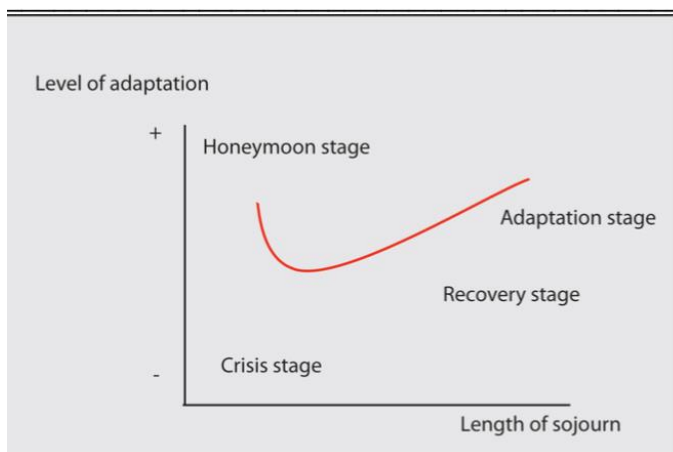 Level of adaptation
+
Honeymoon stage
Adaptation stage
Recovery stage
Crisis stage
-
Length of sojourn